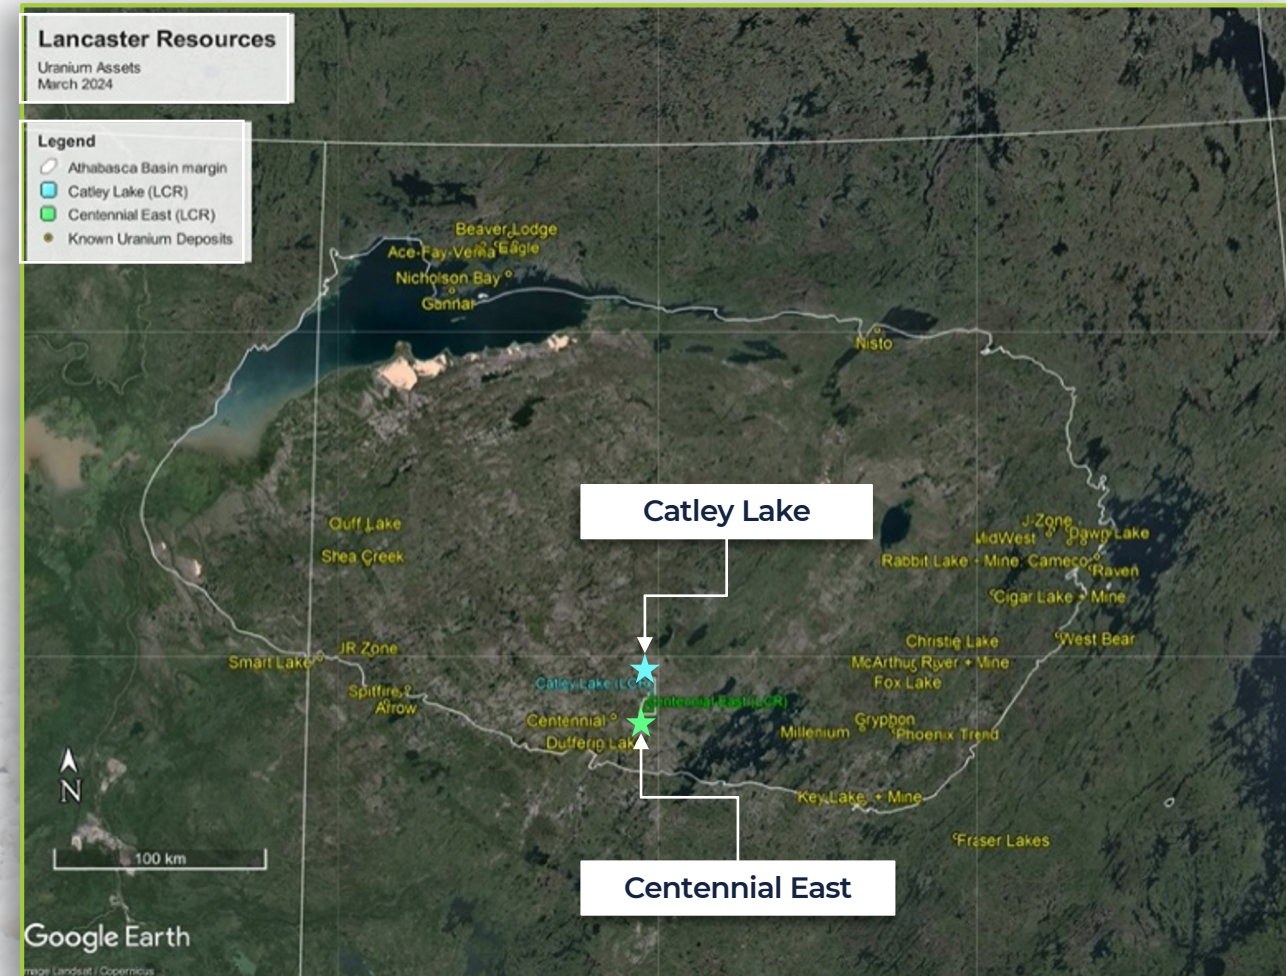 Lancaster Resources
Uranium Assets
March 2024
Legend
Athabasca Basin margin
Catley Lake (LCR)
Centennial East (LCR)
Known Uranium Deposits
Beaver Lodge
Ace-Fay-Verna Eagle
Nicholson Bay
Gunnar
Nisto
Catley Lake
Cluff Lake
Shea Creek
J-Zone
MidWest
Dawn Lake
Rabbit Lake + Mine: Cameco
Raven
Cigar Lake + Mine
West Bear
Christie Lake
McArthur River + Mine
Fox Lake
JR Zone
Smart Lake
Spitfire
Arrow
Catley Lake (LCR)
Centennial East (LCR)
Centennial
Dufferin Lake
Gryphon
Millenium
Phoenix Trend
Key Lake + Mine
Fraser Lakes
N
100 km
Centennial East
Google Earth
Image Landsat / Copernicus